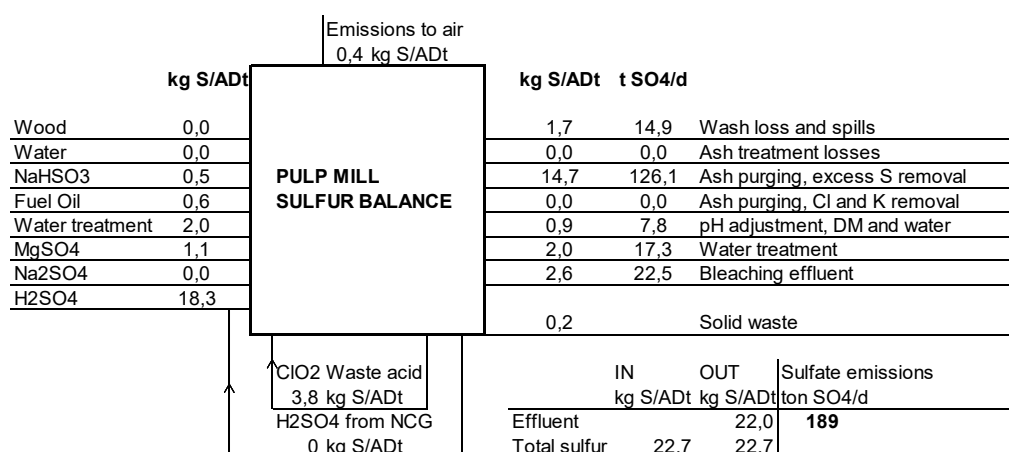 Emissions to air
0,4 kg S/ADt
kg S/ADt kg S/ADt t SO4/d
Wood 0,0 1,7 14,9 Wash loss and spills
Water 0,0 0,0 0,0 Ash treatment losses
NaHSO3 0,5 PULP MILL 14,7 126,1 Ash purging, excess S removal
Fuel Oil 0,6 SULFUR BALANCE 0,0 0,0 Ash purging, Cl and K removal
Water treatment 2,0 0,9 7,8 pH adjustment, DM and water
MgSO4 1,1 2,0 17,3 Water treatment
Na2SO4 0,0 2,6 22,5 Bleaching effluent
H2SO4 18,3
0,2 Solid waste
ClO2 Waste acid IN OUT Sulfate emissions
3,8 kg S/ADt kg S/ADt kg S/ADt ton SO4/d
H2SO4 from NCG Effluent 22,0 189
0 kg S/ADt Total sulfur 22,7 22,7